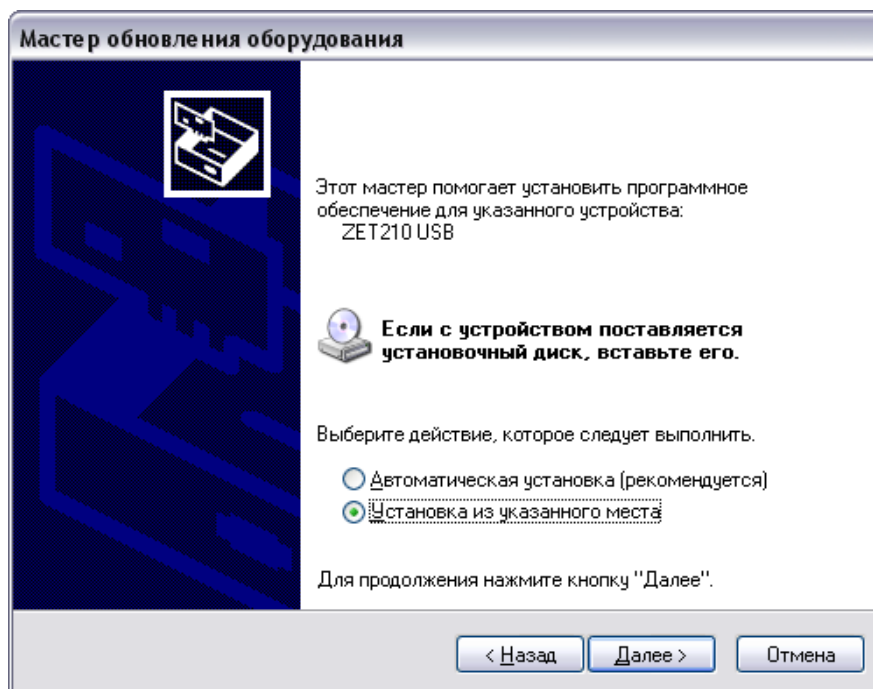 Мастер обновления оборудования
Этот мастер помогает установить программное
обеспечение для указанного устройства:
ZET210 USB
Если с устройством поставляется
установочный диск, вставьте его.
Выберите действие, которое следует выполнить.
Автоматическая установка (рекомендуется)
Установка из указанного места
Для продолжения нажмите кнопку "Далее".
< Назад
Далее >
Отмена